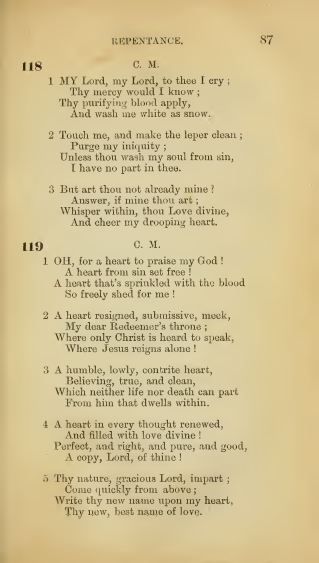 REPENTANCE. 87
118 C. M.
1 MY Lord, my Lord, to thee I cry ;
Thy mercy would I know ;
Thy purifying blood apply,
And wash me white as snow.
2 Touch me, and make the leper clean ;
Purge my iniquity ;
Unless thou wash my soul from sin,
I have no part in thee.
3 But art thou not already mine ?
Answer, if mine thou art ;
Whisper within, thou Love divine,
And cheer my drooping heart.
119 C. M.
1 OH, for a heart to praise my God !
A heart from sin set free !
A heart that's sprinkled with the blood
So freely shed for me !
2 A heart resigned, submissive, meek,
My dear Redeemer's throne ;
Where only Christ is heard to speak,
Where Jesus reigns alone !
3 A humble, lowly, contrite heart,
Believing, true, and clean,
Which neither life nor death can part
From him that dwells within.
4 A heart in every thought renewed,
And filled with love divine !
Perfect, and right, and pure, and good,
A copy, Lord, of thine !
5 Thy nature, gracious Lord, impart ;
Come quickly from above ;
Write thy new name upon my heart,
Thy new, best name of love.